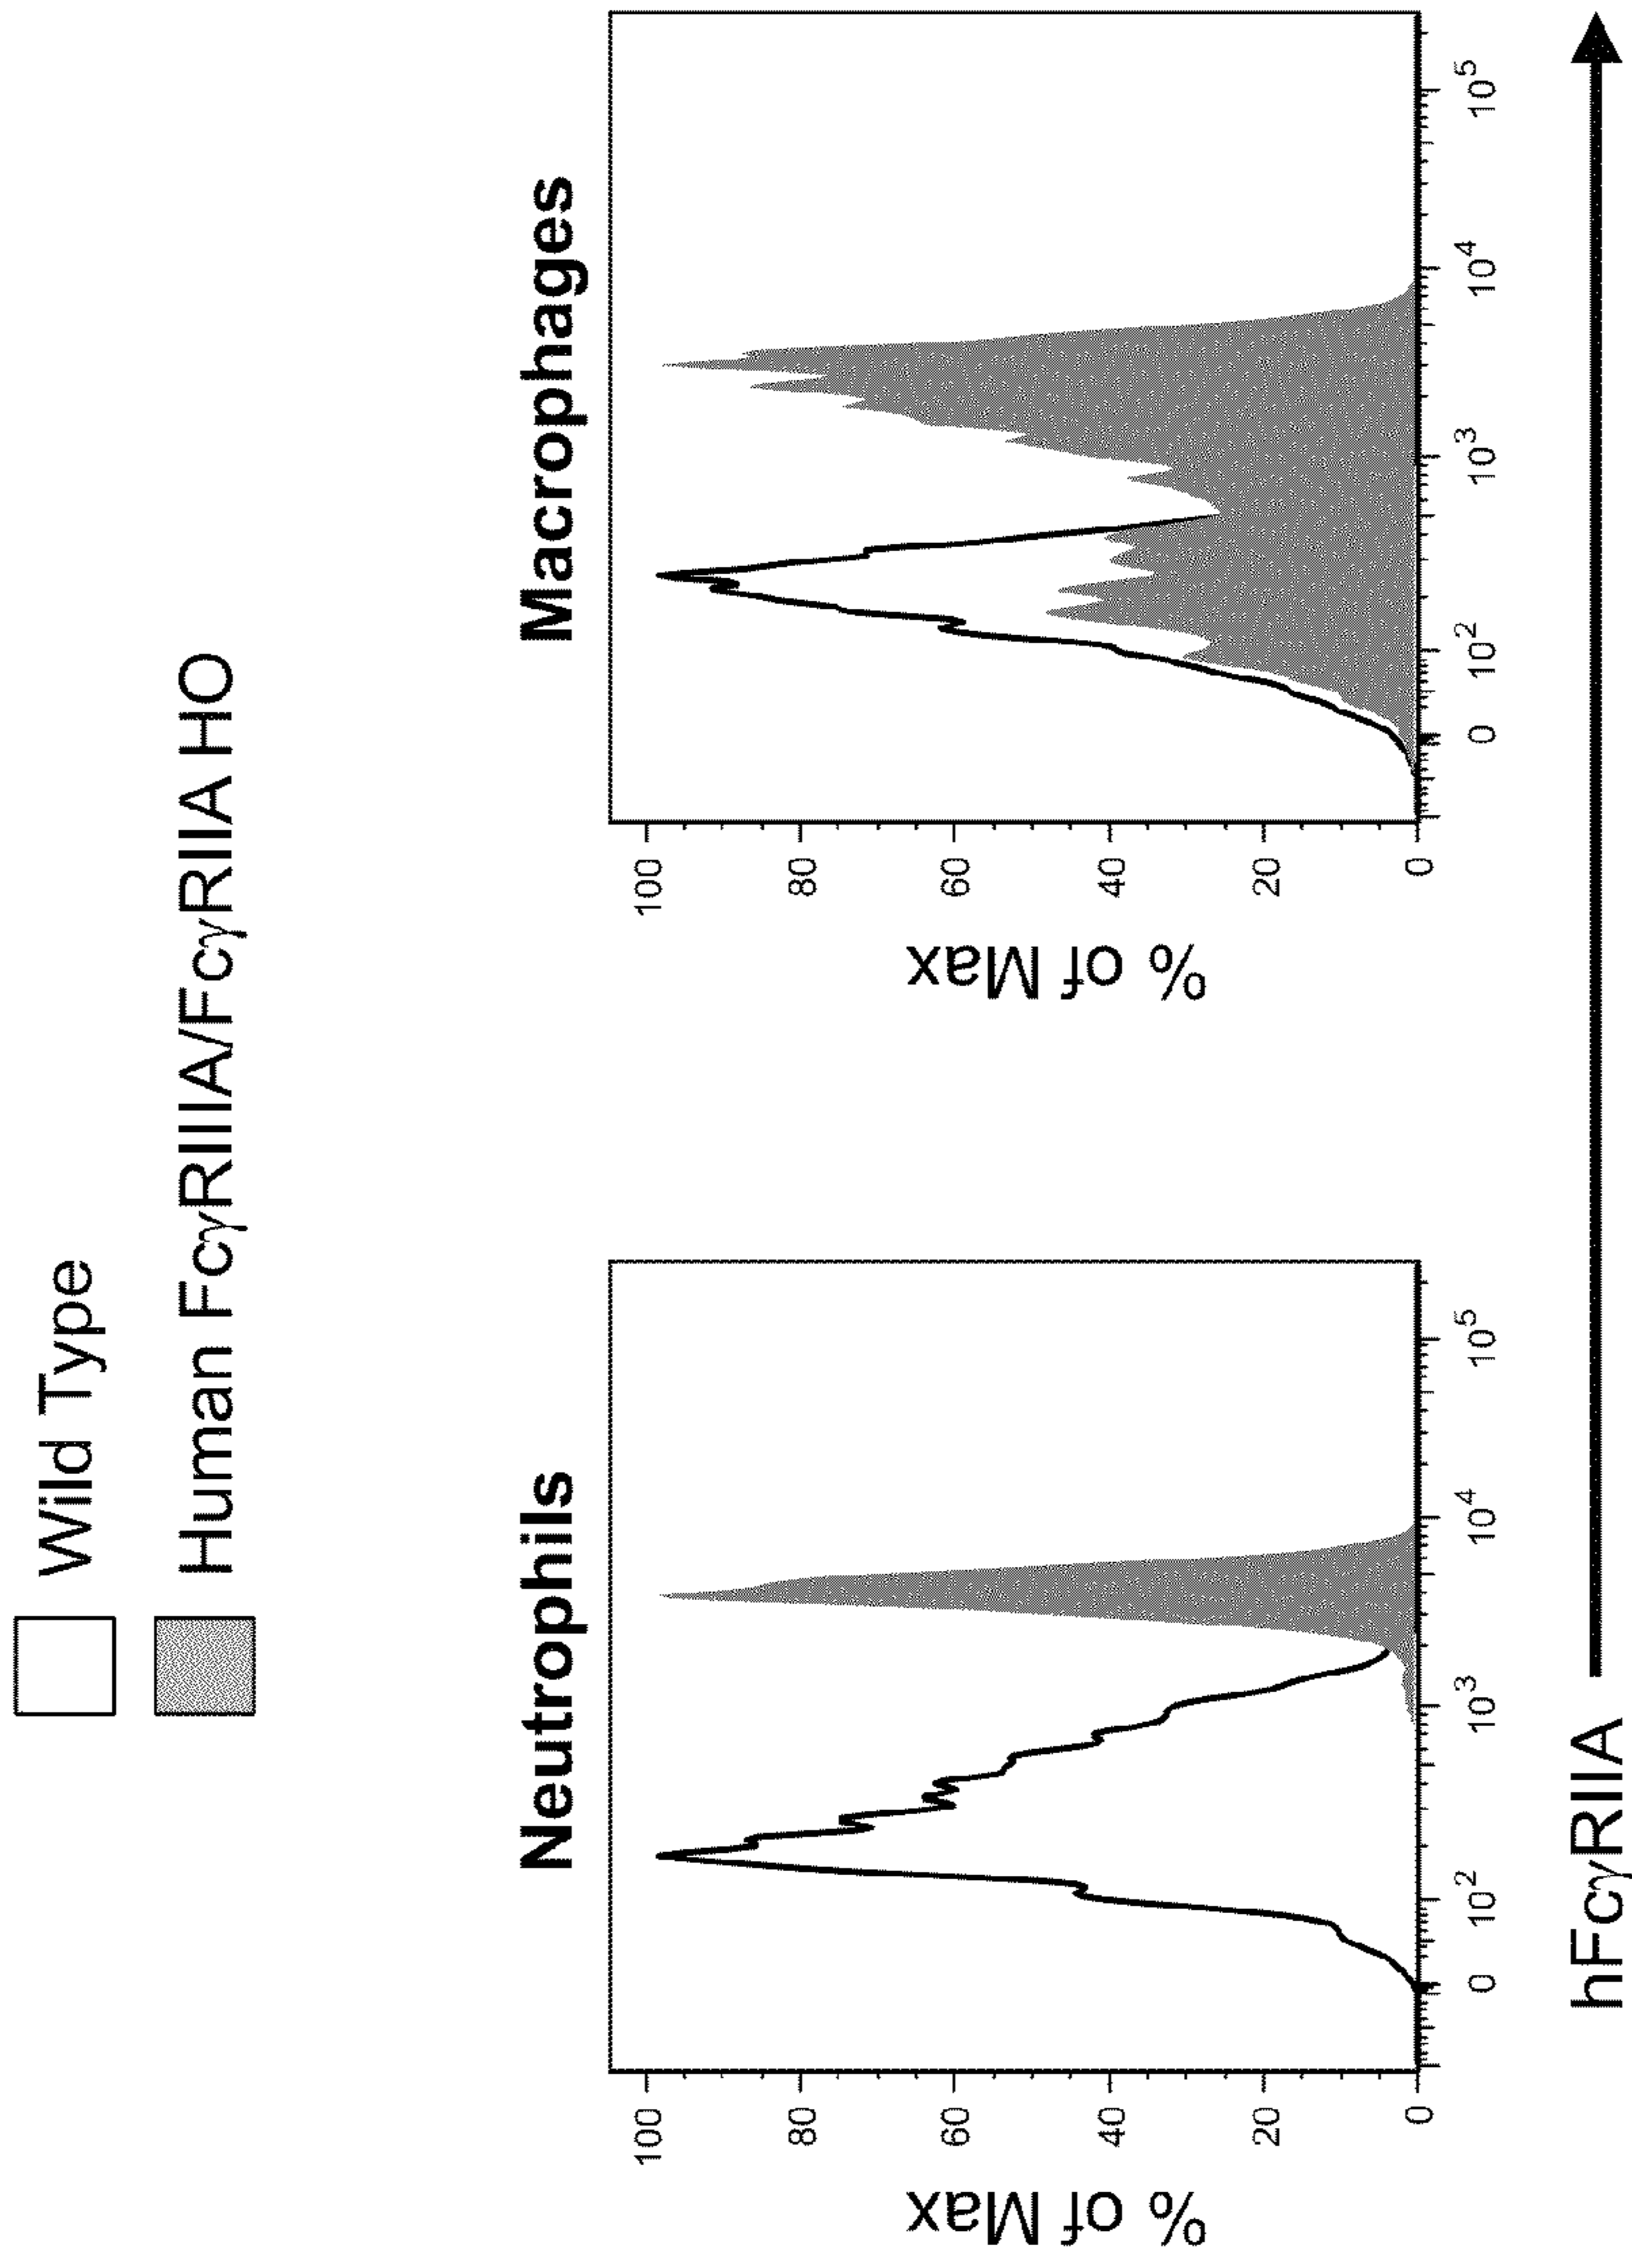 Wild Type
Human FcγRIIIA/FcγRIIA HO
Neutrophils
% of Max
100
80
60
40
20
0
0 10² 10³ 10⁴ 10⁵
Macrophages
% of Max
100
80
60
40
20
0
0 10² 10³ 10⁴ 10⁵
hFcγRIIA